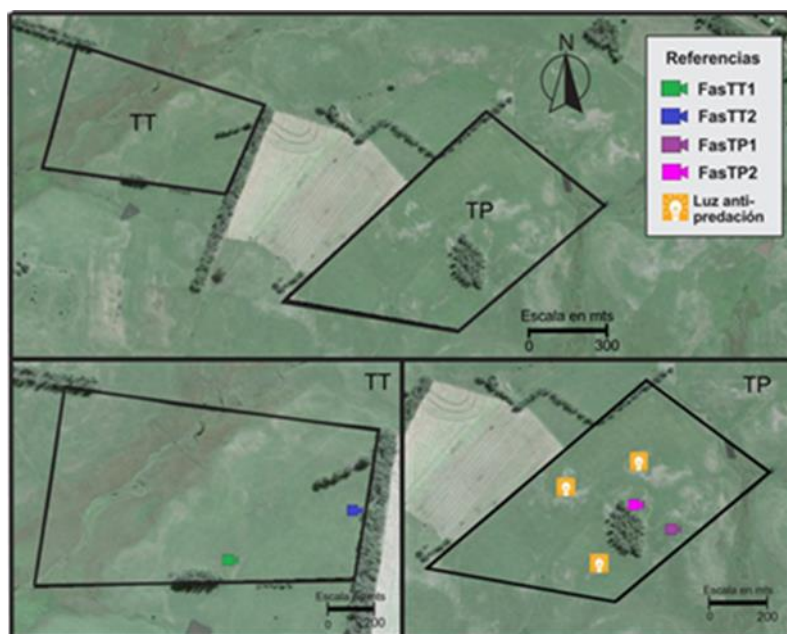 N
Referencias
FasTT1
FasTT2
FasTP1
FasTP2
Luz anti-
predación
TT
TP
Escala en mts
0 300
TT
Escala en mts
0 200
TP
Escala en mts
0 200